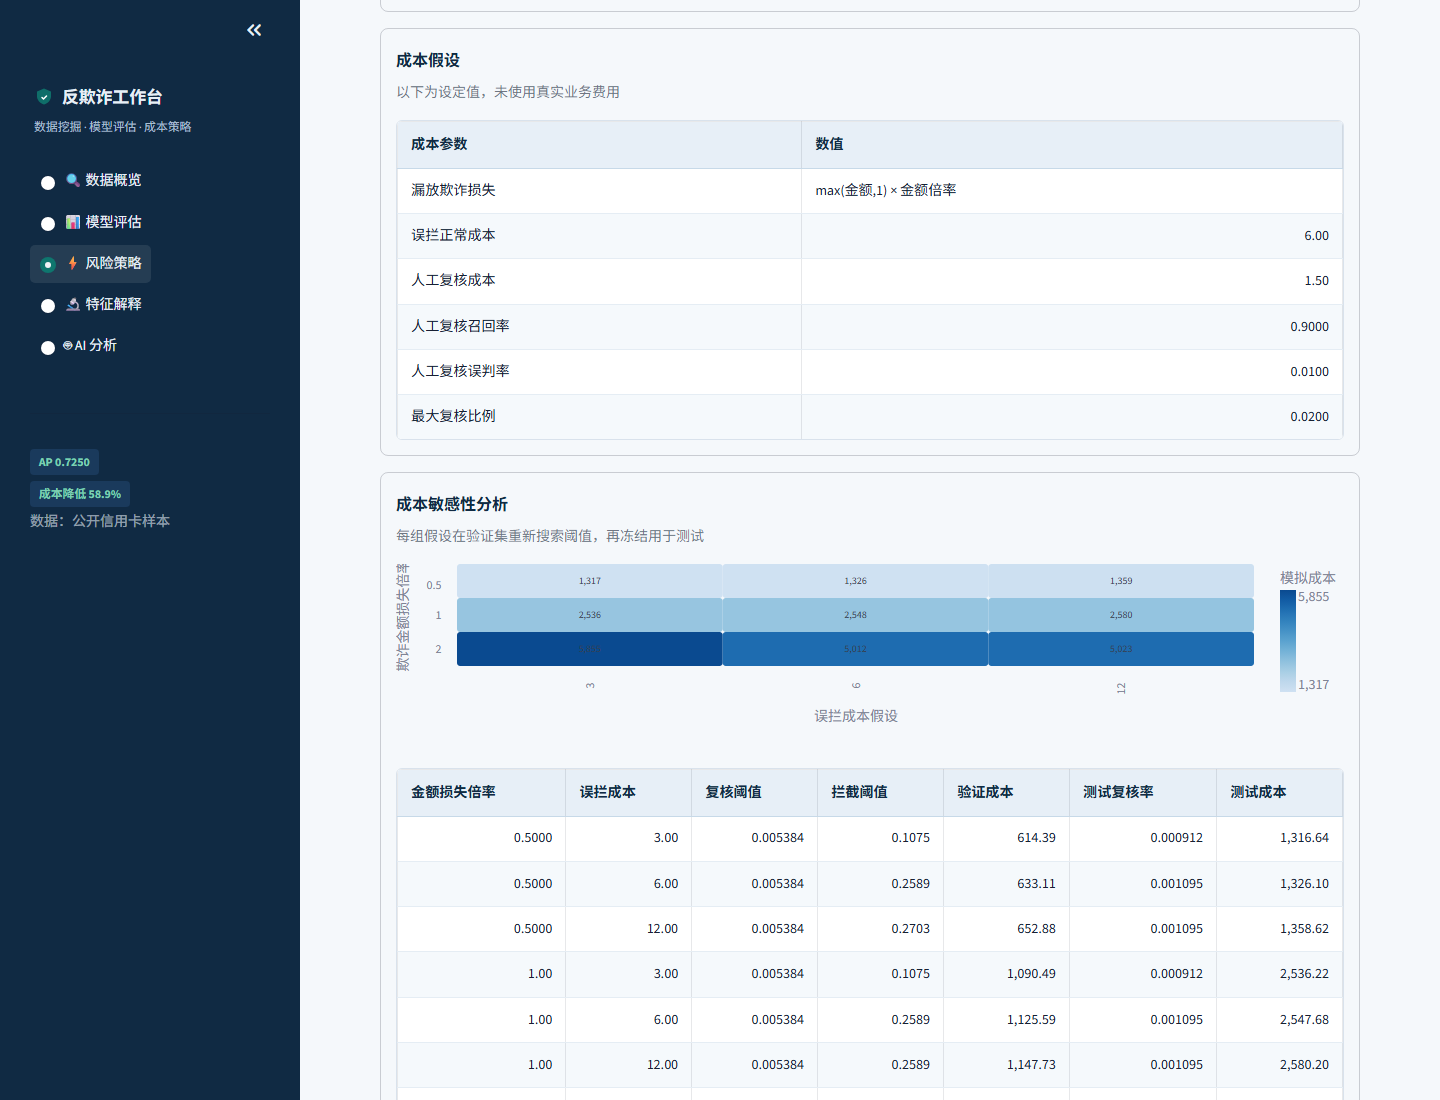 反欺诈工作台
数据挖掘 · 模型评估 · 成本策略
数据概览
模型评估
风险策略
特征解释
AI 分析
AP 0.7250
成本降低 58.9%
数据：公开信用卡样本
成本假设
以下为设定值，未使用真实业务费用
成本参数 数值
漏放欺诈损失 max(金额,1) × 金额倍率
误拦正常成本 6.00
人工复核成本 1.50
人工复核召回率 0.9000
人工复核误判率 0.0100
最大复核比例 0.0200
成本敏感性分析
每组假设在验证集重新搜索阈值，再冻结用于测试
欺诈金额损失倍率
0.5 1,317 1,326 1,359
1 2,536 2,548 2,580
2 5,012 5,023
3 6 12
误拦成本假设
模拟成本
5,855
1,317
金额损失倍率 误拦成本 复核阈值 拦截阈值 验证成本 测试复核率 测试成本
0.5000 3.00 0.005384 0.1075 614.39 0.000912 1,316.64
0.5000 6.00 0.005384 0.2589 633.11 0.001095 1,326.10
0.5000 12.00 0.005384 0.2703 652.88 0.001095 1,358.62
1.00 3.00 0.005384 0.1075 1,090.49 0.000912 2,536.22
1.00 6.00 0.005384 0.2589 1,125.59 0.001095 2,547.68
1.00 12.00 0.005384 0.2589 1,147.73 0.001095 2,580.20